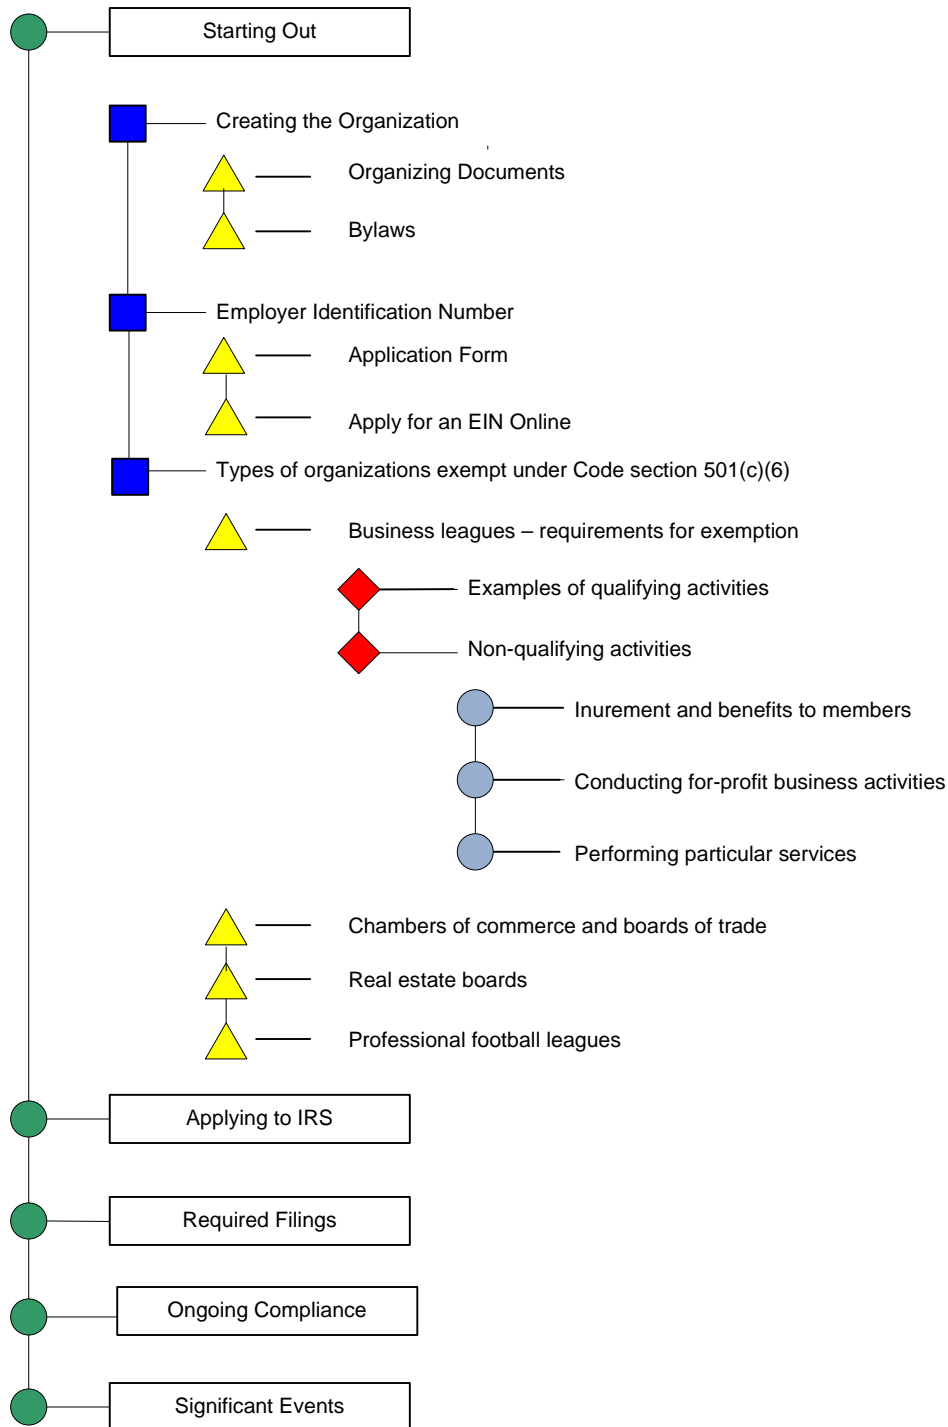 Starting Out
Creating the Organization
Organizing Documents
Bylaws
Employer Identification Number
Application Form
Apply for an EIN Online
Types of organizations exempt under Code section 501(c)(6)
Business leagues – requirements for exemption
Examples of qualifying activities
Non-qualifying activities
Inurement and benefits to members
Conducting for-profit business activities
Performing particular services
Chambers of commerce and boards of trade
Real estate boards
Professional football leagues
Applying to IRS
Required Filings
Ongoing Compliance
Significant Events